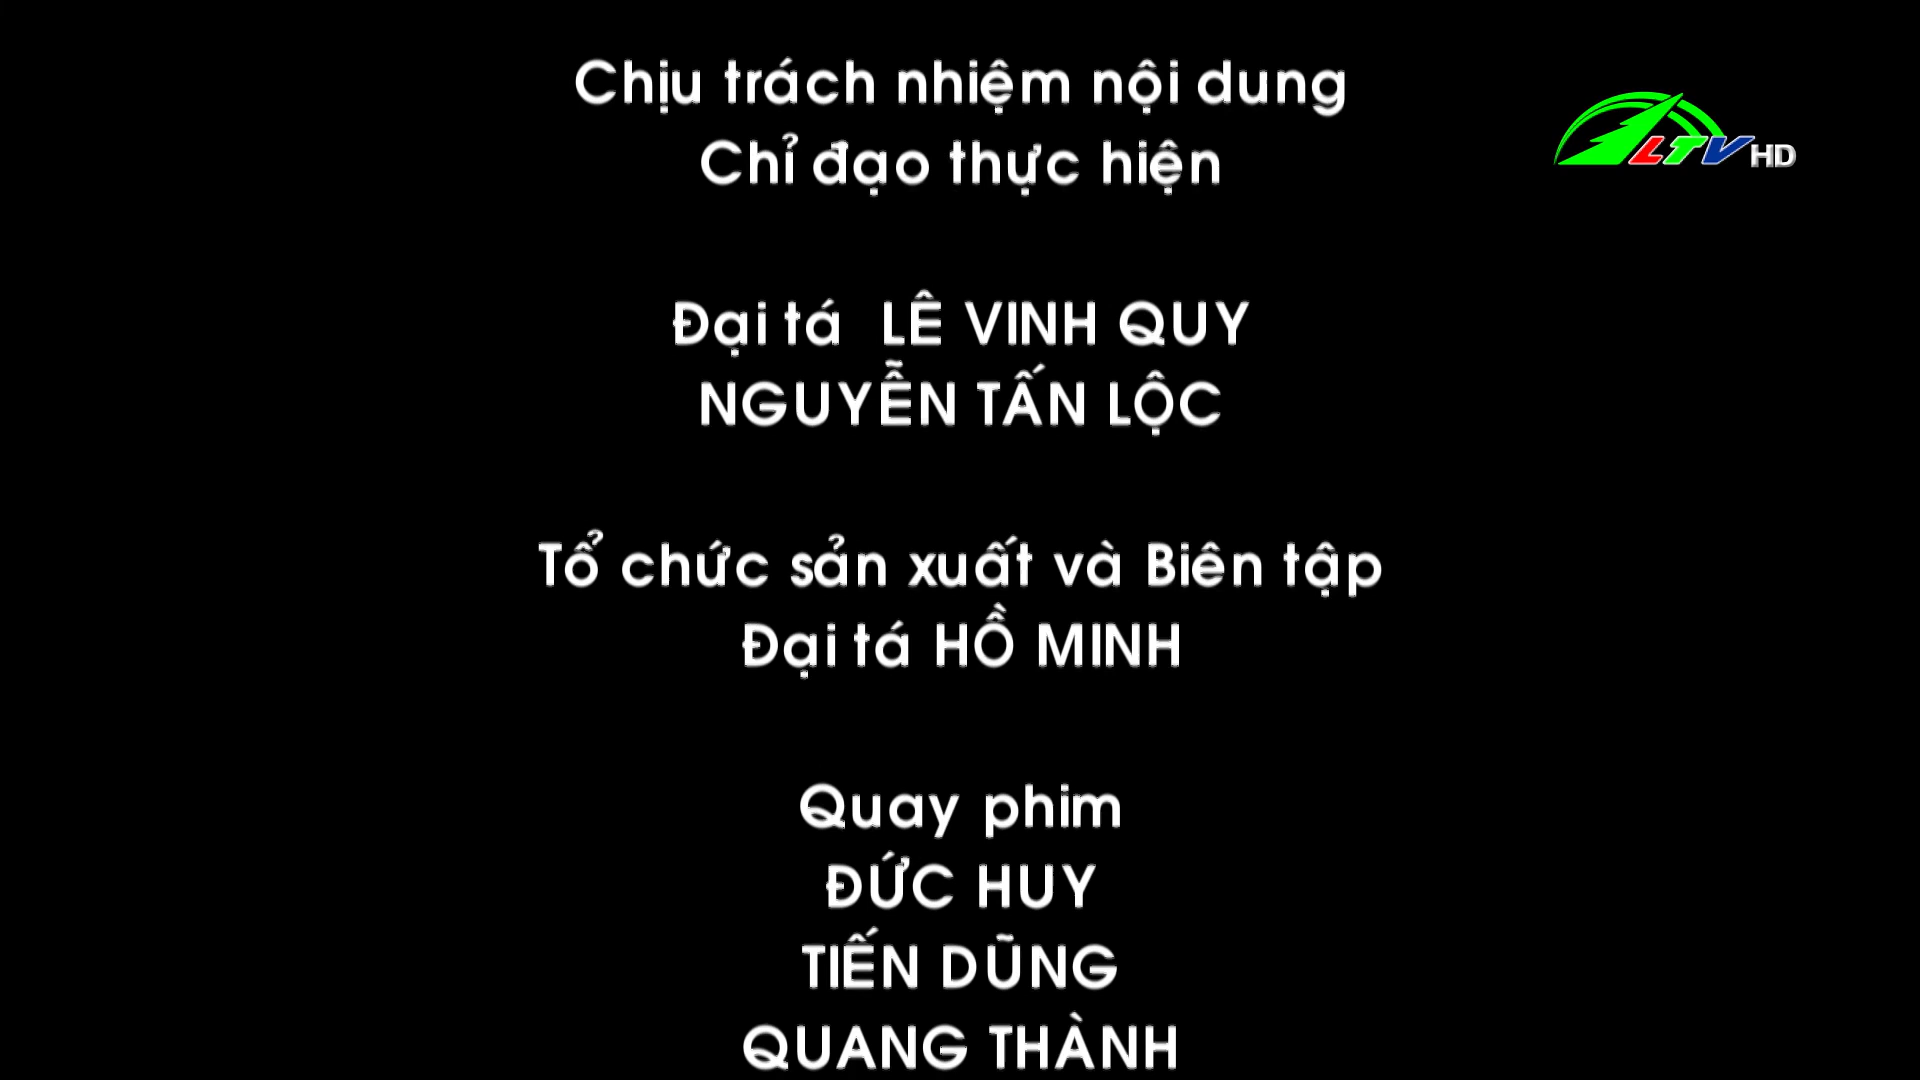 Chịu trách nhiệm nội dung
Chỉ đạo thực hiện
LTV HD
Đại tá LÊ VINH QUY
NGUYỄN TẤN LỘC
Tổ chức sản xuất và Biên tập
Đại tá HỒ MINH
Quay phim
ĐỨC HUY
TIẾN DŨNG
QUANG THÀNH